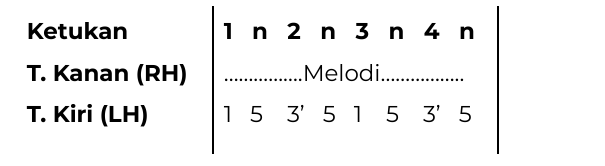 Ketukan 1 n 2 n 3 n 4 n
T. Kanan (RH) ................Melodi.................
T. Kiri (LH) 1 5 3’ 5 1 5 3’ 5